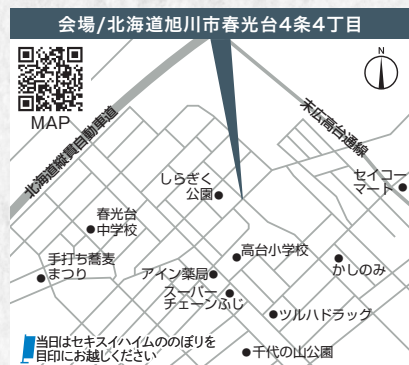 会場/北海道旭川市春光台4条4丁目
MAP
N
北海道縦貫自動車道
末広高台通線
しらぎく
公園
セイコー
マート
春光台
中学校
高台小学校
手打ち蕎麦
まつり
アイン薬局
かしのみ
スーパー
チェーンふじ
ツルハドラッグ
当日はセキスイハイムののぼりを
目印にお越しください
千代の山公園